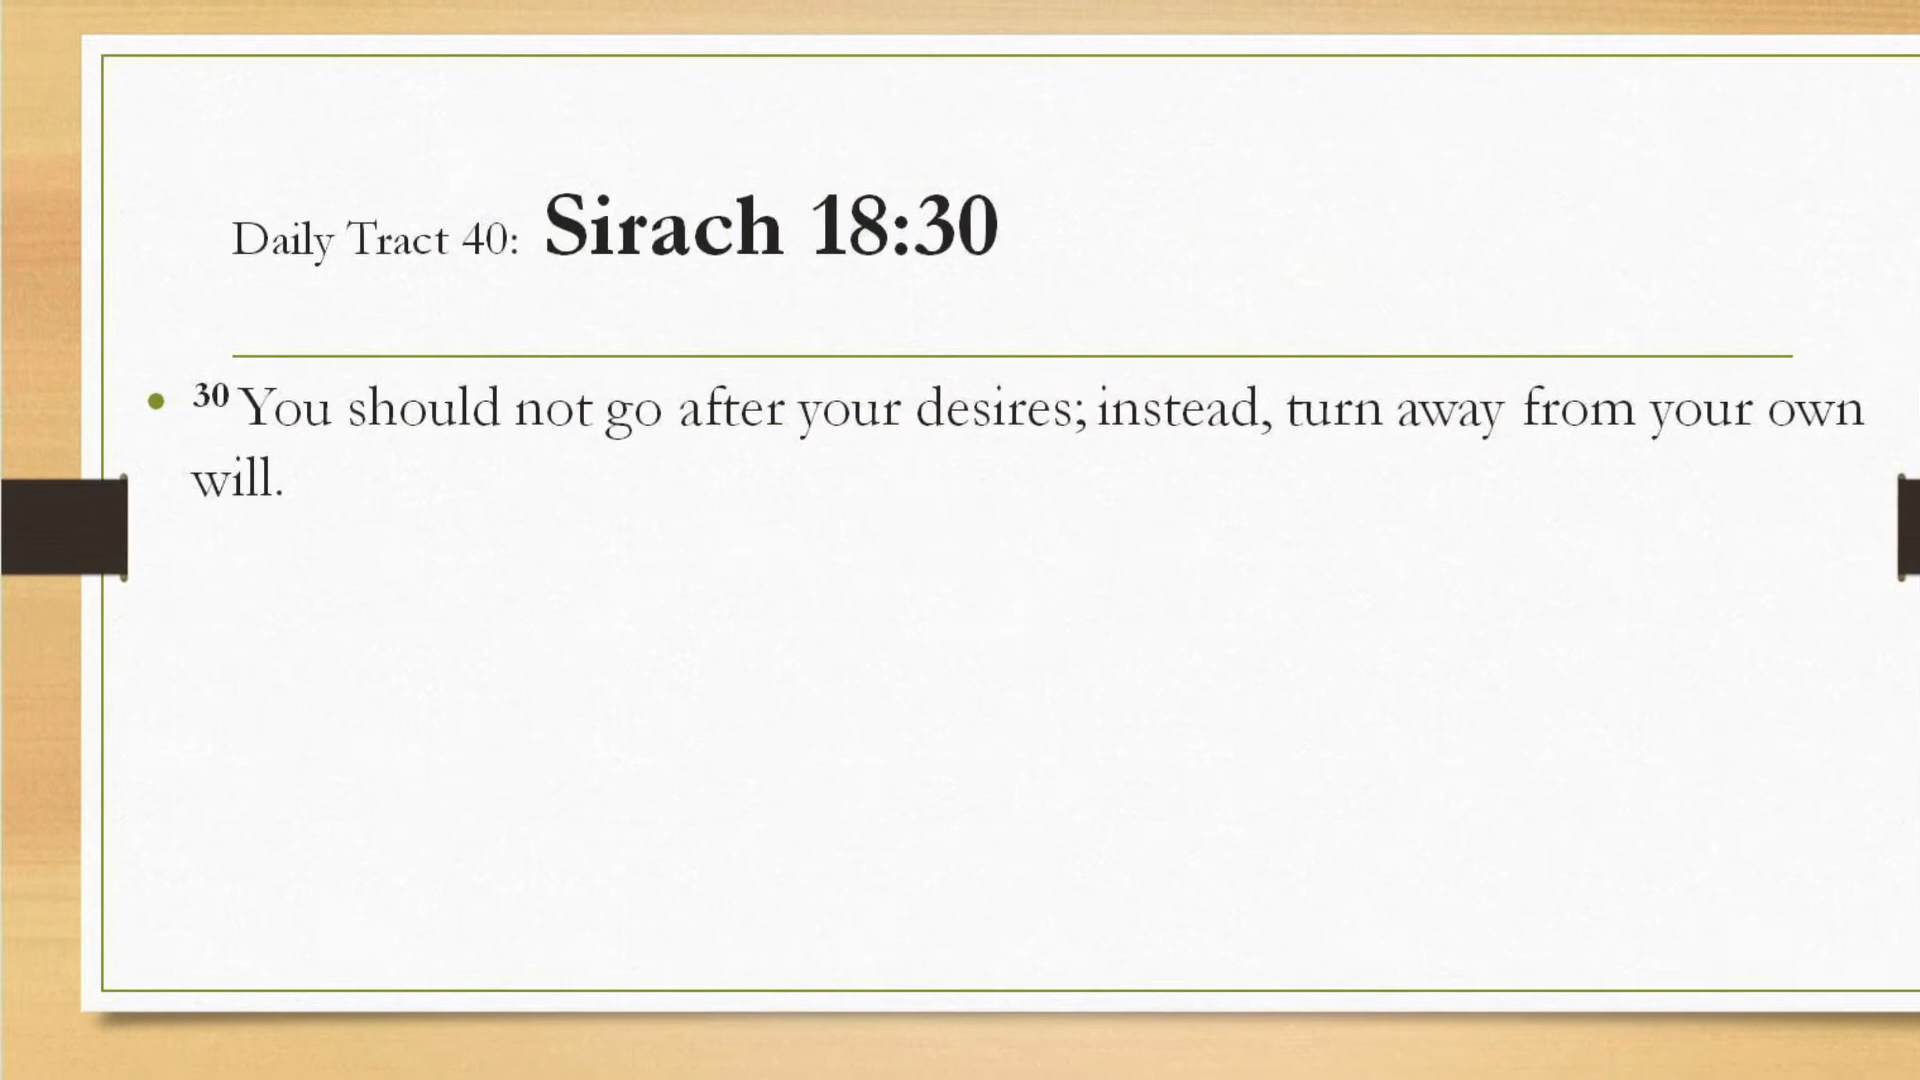 Daily Tract 40: Sirach 18:30
• 30 You should not go after your desires; instead, turn away from your own
will.